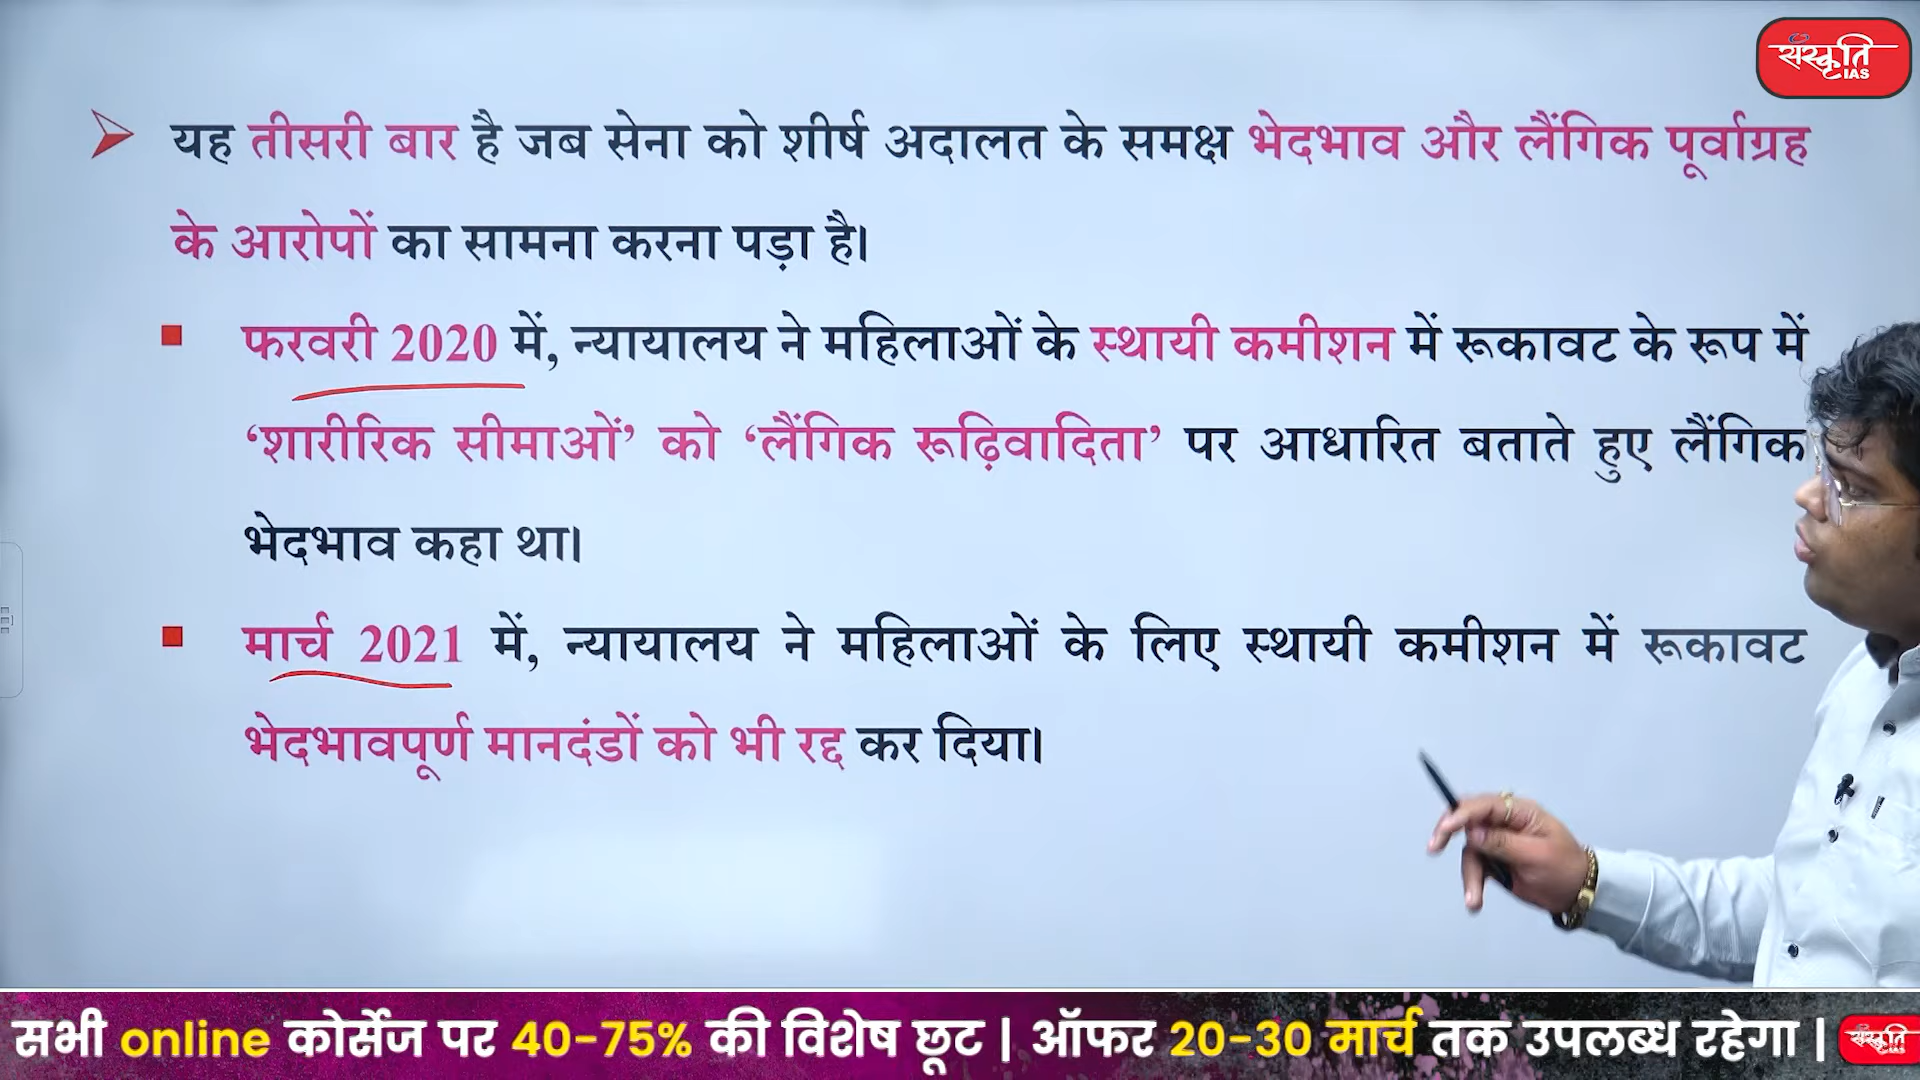 संस्कृति
IAS
यह तीसरी बार है जब सेना को शीर्ष अदालत के समक्ष भेदभाव और लैंगिक पूर्वाग्रह
के आरोपों का सामना करना पड़ा है।
फरवरी 2020 में, न्यायालय ने महिलाओं के स्थायी कमीशन में रूकावट के रूप में
‘शारीरिक सीमाओं’ को ‘लैंगिक रूढ़िवादिता’ पर आधारित बताते हुए लैंगिक
भेदभाव कहा था।
मार्च 2021 में, न्यायालय ने महिलाओं के लिए स्थायी कमीशन में रूकावट
भेदभावपूर्ण मानदंडों को भी रद्द कर दिया।
सभी online कोर्सेज पर 40-75% की विशेष छूट | ऑफर 20-30 मार्च तक उपलब्ध रहेगा |
संस्कृति
IAS